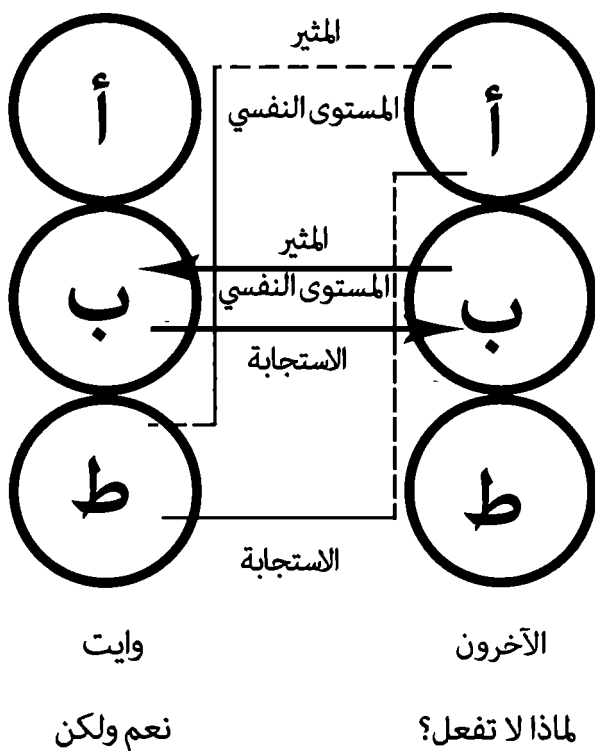 المثير
أ أ
المستوى النفسي
المثير
ب ب
المستوى النفسي
الاستجابة
ط ط
الاستجابة
الآخرون وايت
لماذا لا تفعل؟ نعم ولكن